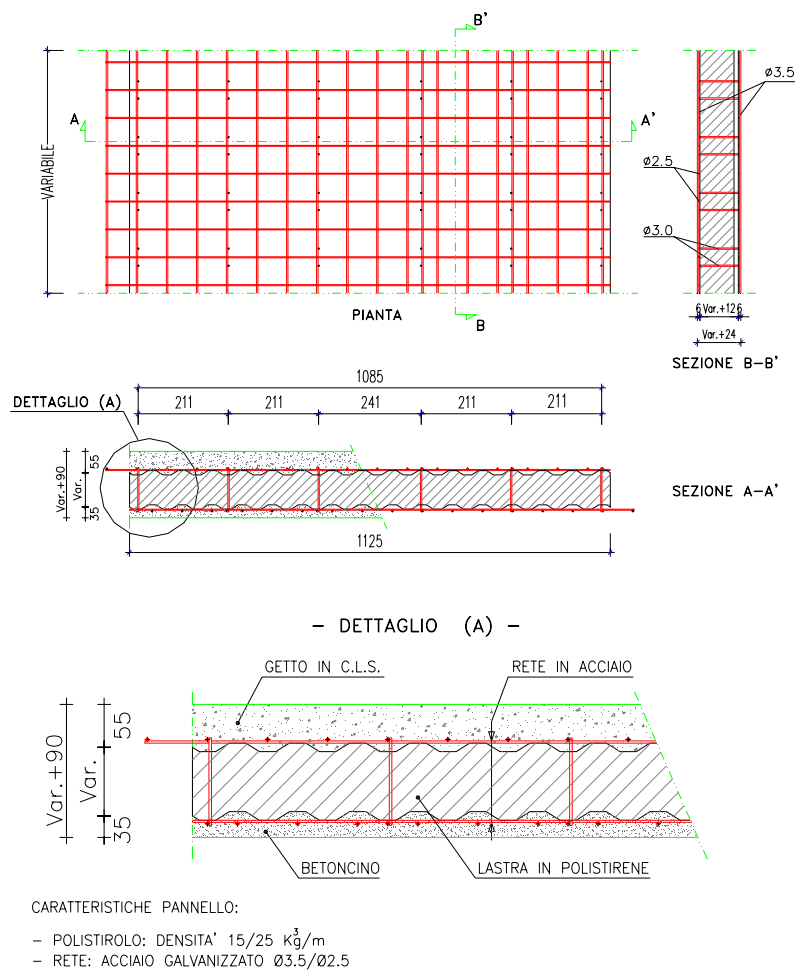 B'
Ø3.5
A
A'
VARIABILE
Ø2.5
Ø3.0
PIANTA
B
6 Var.+12 6
Var.+24
SEZIONE B-B'
1085
DETTAGLIO (A)
211 211 241 211 211
Var.+90
Var.
55
35
SEZIONE A-A'
1125
- DETTAGLIO (A) -
GETTO IN C.L.S.
RETE IN ACCIAIO
Var.+90
Var.
55
35
BETONCINO
LASTRA IN POLISTIRENE
CARATTERISTICHE PANNELLO:
- POLISTIROLO: DENSITA' 15/25 Kg/m³
- RETE: ACCIAIO GALVANIZZATO Ø3.5/Ø2.5